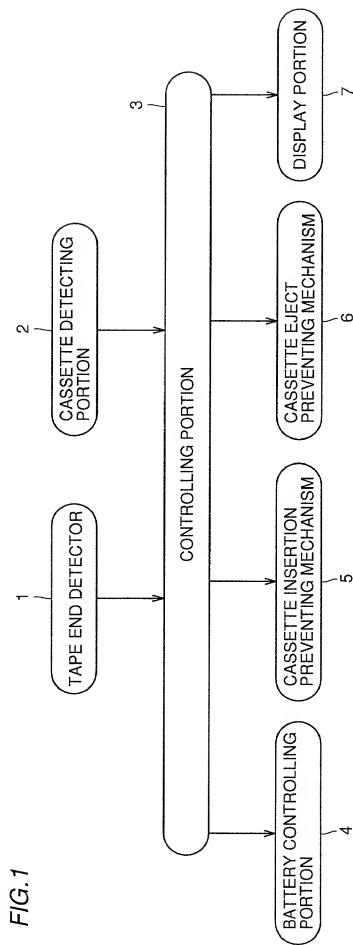 FIG.1
1
TAPE END DETECTOR
2
CASSETTE DETECTING
PORTION
3
CONTROLLING PORTION
BATTERY CONTROLLING
PORTION
4
CASSETTE INSERTION
PREVENTING MECHANISM
5
CASSETTE EJECT
PREVENTING MECHANISM
6
DISPLAY PORTION
7